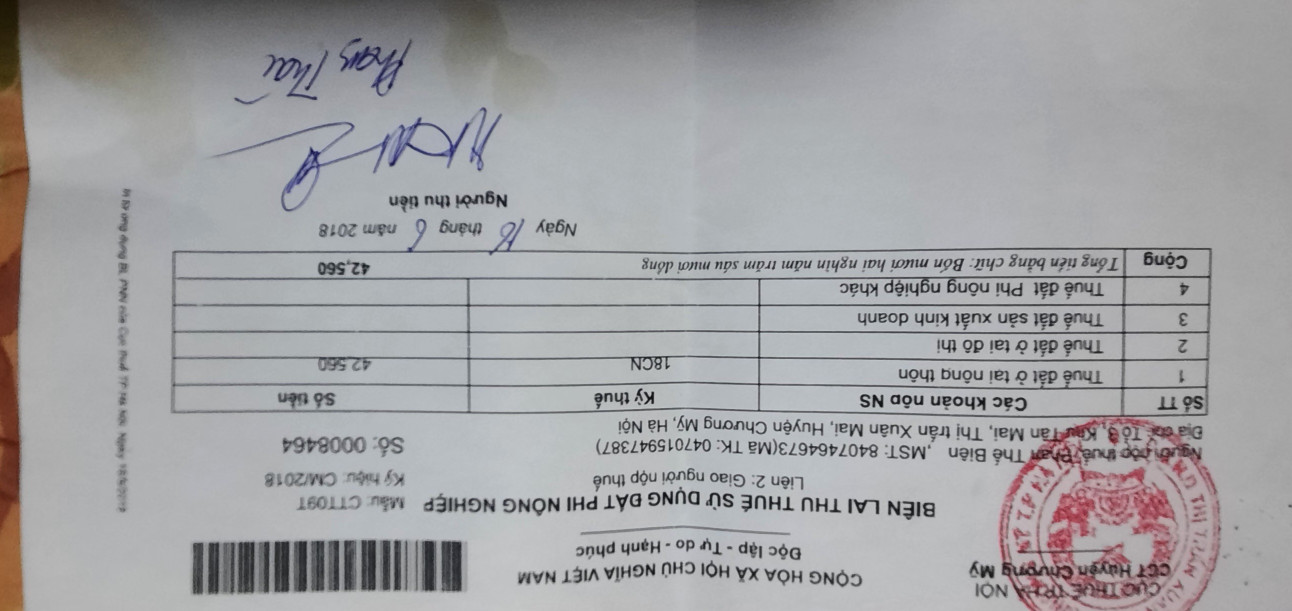 CỤC THUẾ TP HÀ NỘI
CCT Huyện Chương Mỹ
CỘNG HÒA XÃ HỘI CHỦ NGHĨA VIỆT NAM
Độc lập - Tự do - Hạnh phúc
BIÊN LAI THU THUẾ SỬ DỤNG ĐẤT PHI NÔNG NGHIỆP
Liên 2: Giao người nộp thuế
Mẫu: CTT09T
Ký hiệu: CM/2018
Số: 0008464
Người nộp thuế: Phan Thế Biên ,MST: 8407464673(Mã TK: 04701594T387)
Địa chỉ: Tổ 3, Khu Tân Mai, Thị trấn Xuân Mai, Huyện Chương Mỹ, Hà Nội
Số TT Các khoản nộp NS Kỳ thuế Số tiền
1 Thuế đất ở tại nông thôn 18CN 42,560
2 Thuế đất ở tại đô thị
3 Thuế đất sản xuất kinh doanh
4 Thuế đất Phi nông nghiệp khác
Cộng Tổng tiền bằng chữ: Bốn mươi hai nghìn năm trăm sáu mươi đồng 42,560
Ngày 16 tháng 6 năm 2018
Người thu tiền